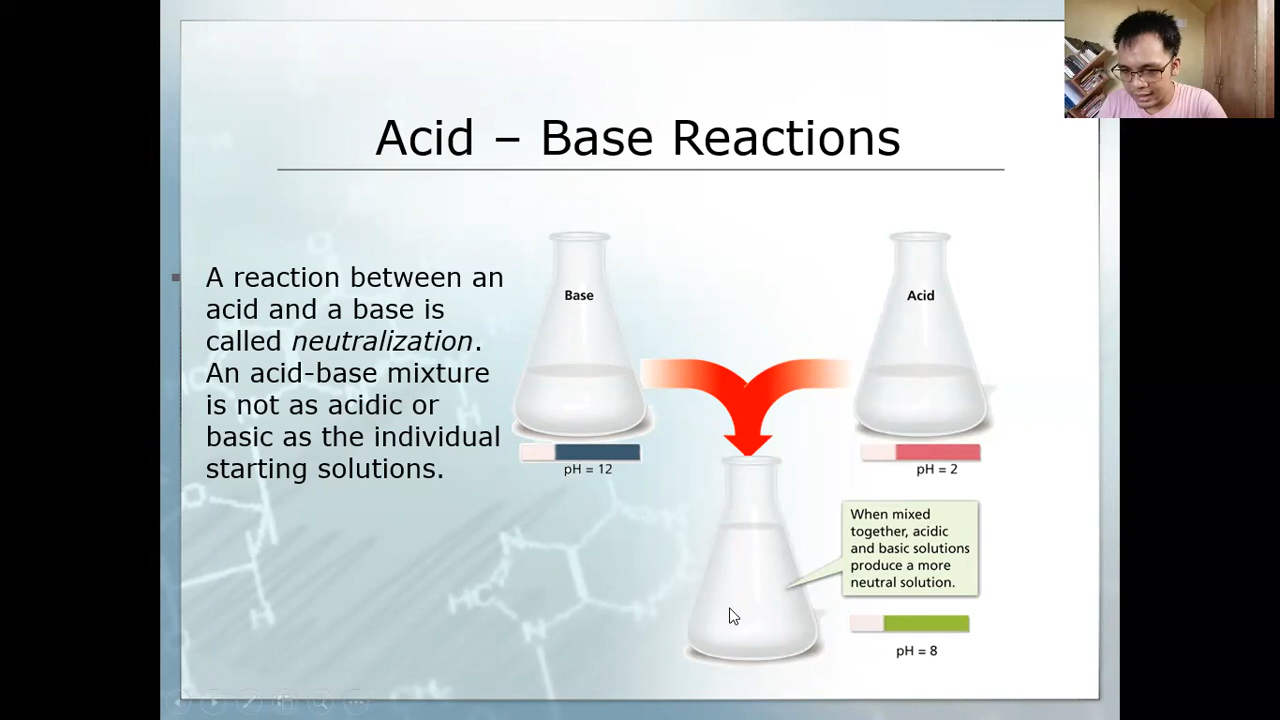 Acid – Base Reactions
A reaction between an
acid and a base is
called neutralization.
An acid-base mixture
is not as acidic or
basic as the individual
starting solutions.
Base
Acid
pH = 12
pH = 2
When mixed
together, acidic
and basic solutions
produce a more
neutral solution.
pH = 8